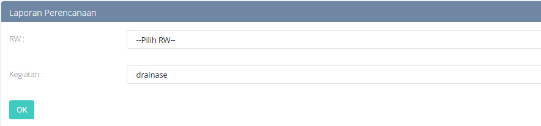 Laporan Perencanaan
RW :
--Pilih RW--
Kegiatan :
drainase
OK